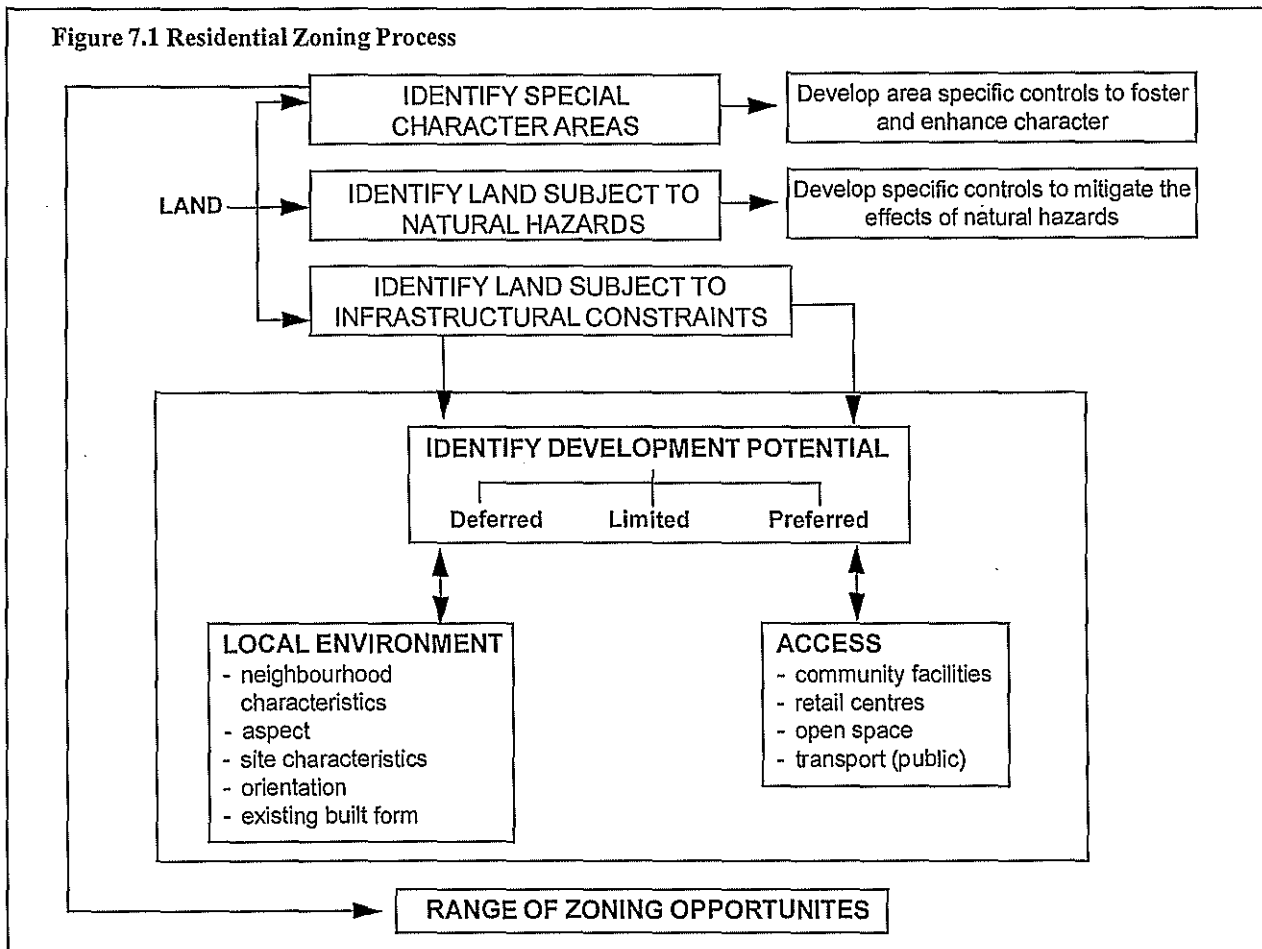 Figure 7.1 Residential Zoning Process
IDENTIFY SPECIAL
CHARACTER AREAS
Develop area specific controls to foster
and enhance character
LAND
IDENTIFY LAND SUBJECT TO
NATURAL HAZARDS
Develop specific controls to mitigate the
effects of natural hazards
IDENTIFY LAND SUBJECT TO
INFRASTRUCTURAL CONSTRAINTS
IDENTIFY DEVELOPMENT POTENTIAL
Deferred Limited Preferred
LOCAL ENVIRONMENT
- neighbourhood
characteristics
- aspect
- site characteristics
- orientation
- existing built form
ACCESS
- community facilities
- retail centres
- open space
- transport (public)
RANGE OF ZONING OPPORTUNITES